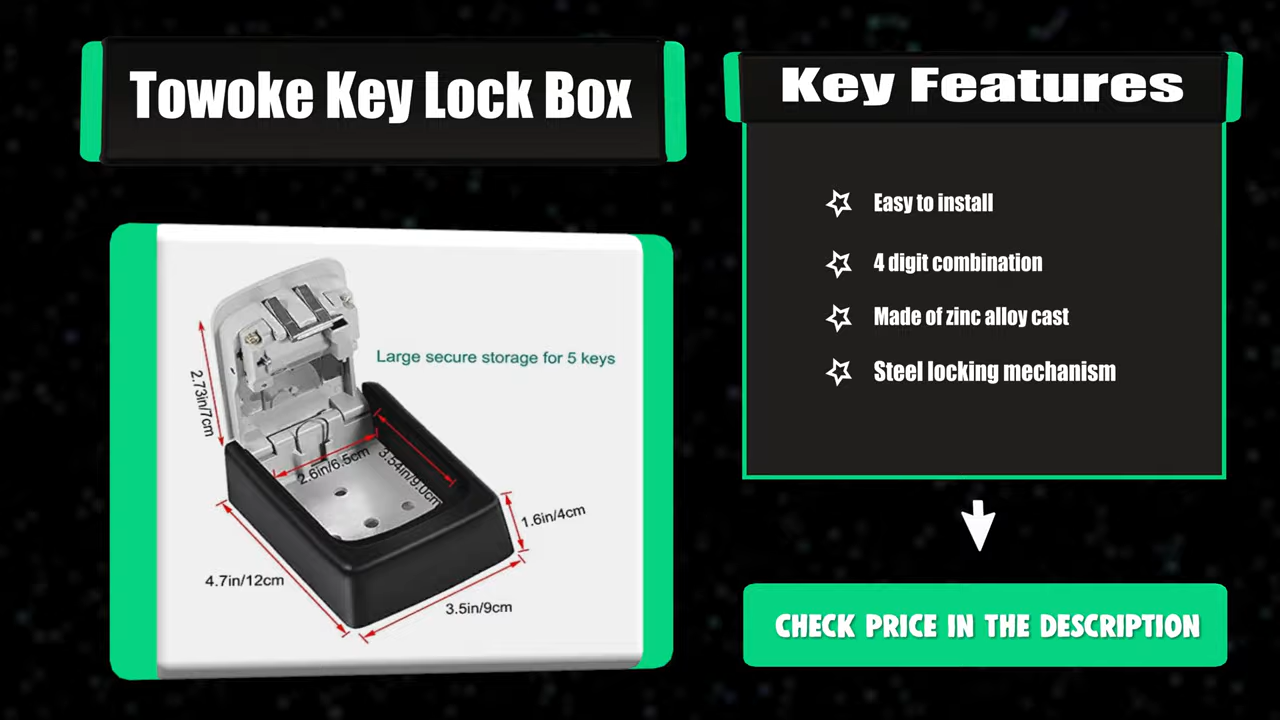 Towoke Key Lock Box
Key Features
Easy to install
4 digit combination
Made of zinc alloy cast
Steel locking mechanism
Large secure storage for 5 keys
2.73in/7cm
2.6in/6.5cm
3.54in/9.0cm
1.6in/4cm
4.7in/12cm
3.5in/9cm
CHECK PRICE IN THE DESCRIPTION